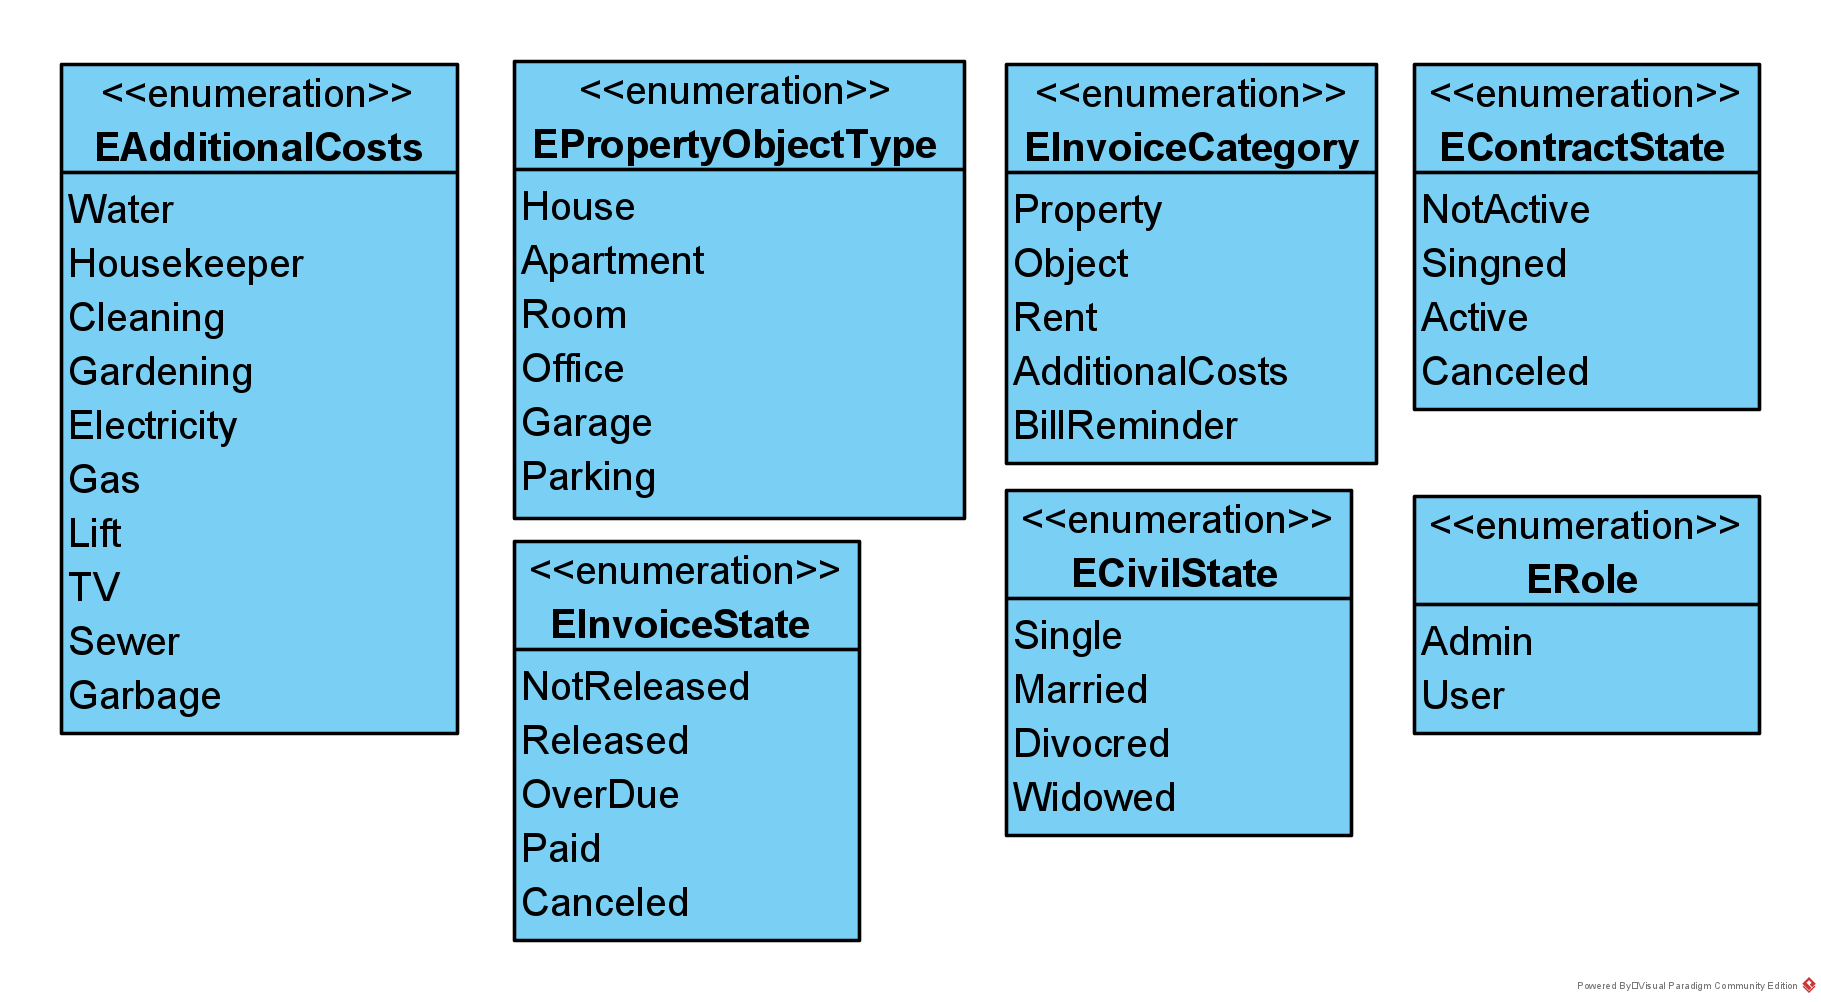 <<enumeration>>
EAdditionalCosts
Water
Housekeeper
Cleaning
Gardening
Electricity
Gas
Lift
TV
Sewer
Garbage
<<enumeration>>
EPropertyObjectType
House
Apartment
Room
Office
Garage
Parking
<<enumeration>>
EInvoiceState
NotReleased
Released
OverDue
Paid
Canceled
<<enumeration>>
EInvoiceCategory
Property
Object
Rent
AdditionalCosts
BillReminder
<<enumeration>>
ECivilState
Single
Married
Divocred
Widowed
<<enumeration>>
EContractState
NotActive
Singned
Active
Canceled
<<enumeration>>
ERole
Admin
User
Powered By□Visual Paradigm Community Edition